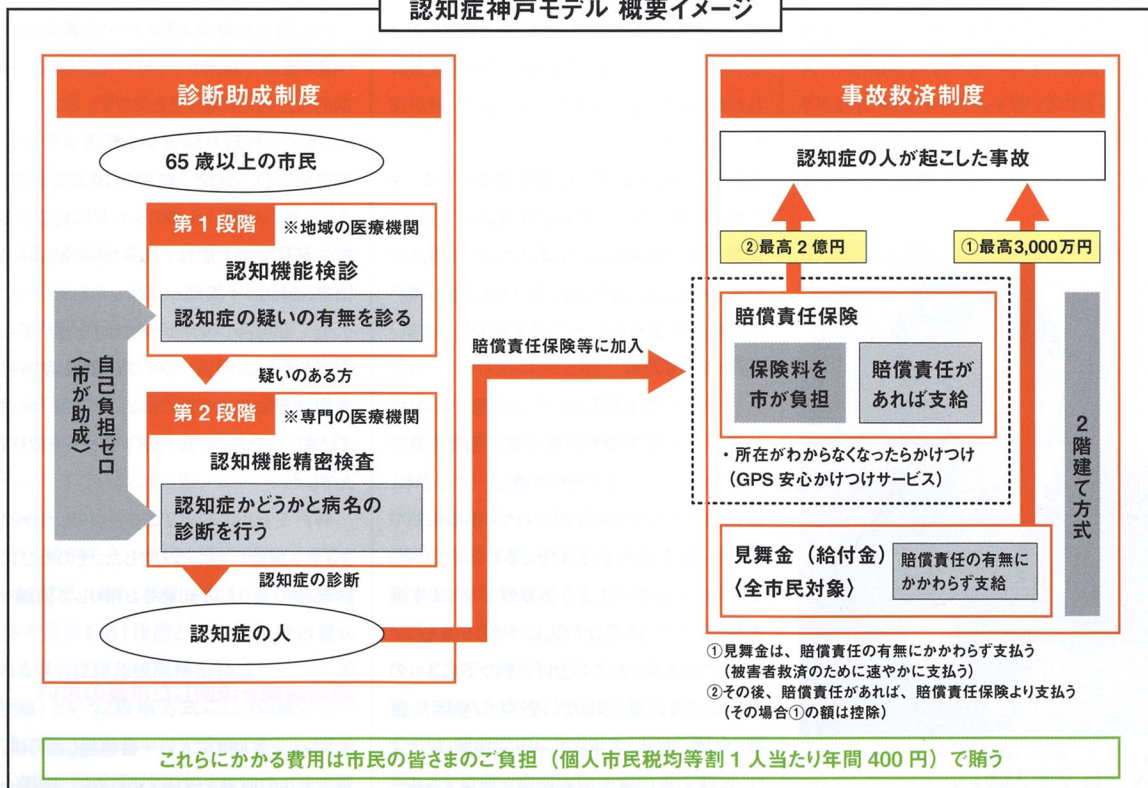 認知症神戸モデル 概要イメージ
診断助成制度
65歳以上の市民
第1段階
※地域の医療機関
認知機能検診
認知症の疑いの有無を診る
自己負担ゼロ
〈市が助成〉
疑いのある方
第2段階
※専門の医療機関
認知機能精密検査
認知症かどうかと病名の
診断を行う
認知症の診断
認知症の人
賠償責任保険等に加入
事故救済制度
認知症の人が起こした事故
②最高2億円
①最高3,000万円
賠償責任保険
保険料を
市が負担
賠償責任が
あれば支給
・所在がわからなくなったらかけつけ
（GPS安心かけつけサービス）
2階建て方式
見舞金（給付金）
〈全市民対象〉
賠償責任の有無に
かかわらず支給
①見舞金は、賠償責任の有無にかかわらず支払う
（被害者救済のために速やかに支払う）
②その後、賠償責任があれば、賠償責任保険より支払う
（その場合①の額は控除）
これらにかかる費用は市民の皆さまのご負担（個人市民税均等割1人当たり年間400円）で賄う